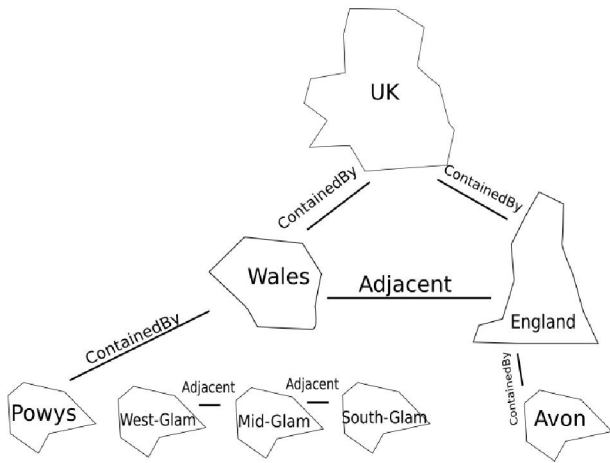 UK
ContainedBy
ContainedBy
Wales
Adjacent
England
ContainedBy
ContainedBy
Adjacent
Adjacent
Powys
West-Glam
Mid-Glam
South-Glam
Avon